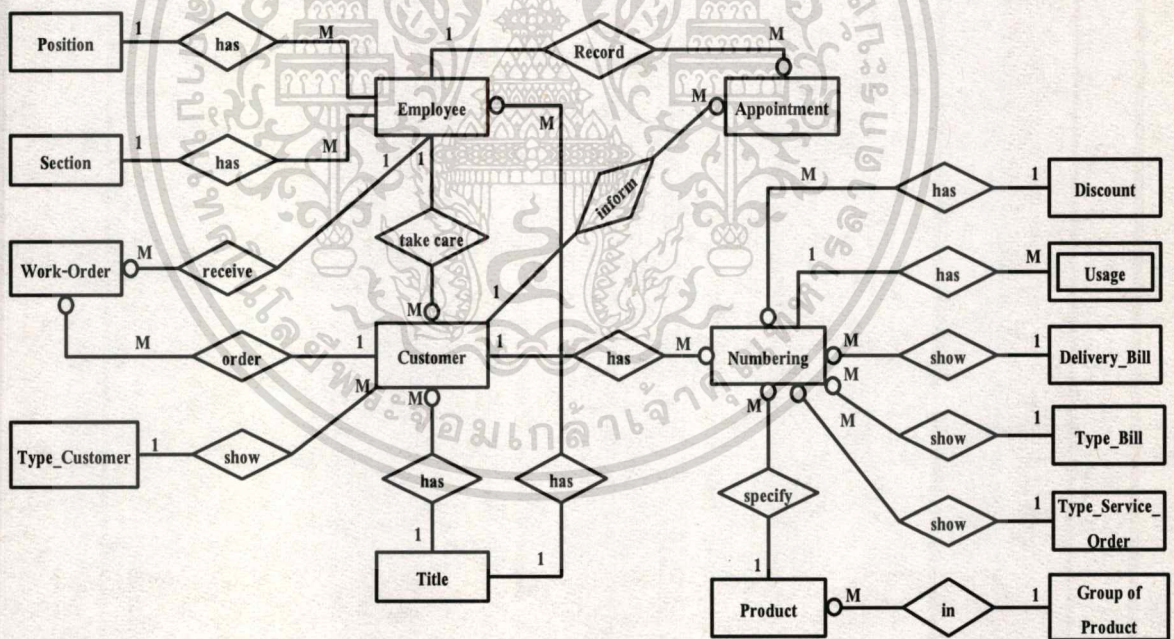 Position
1
has
M
1
Record
M
Employee
M
M
Appointment
Section
1
has
M
1
1
inform
M
has
1
Discount
take care
Work-Order
M
receive
1
has
M
Usage
M
1
M
order
1
Customer
1
has
M
Numbering
M
show
1
Delivery_Bill
M
M
M
M
Type_Customer
1
show
show
1
Type_Bill
has
has
specify
show
1
Type_Service_
Order
1
1
Title
1
Product
M
in
1
Group of
Product